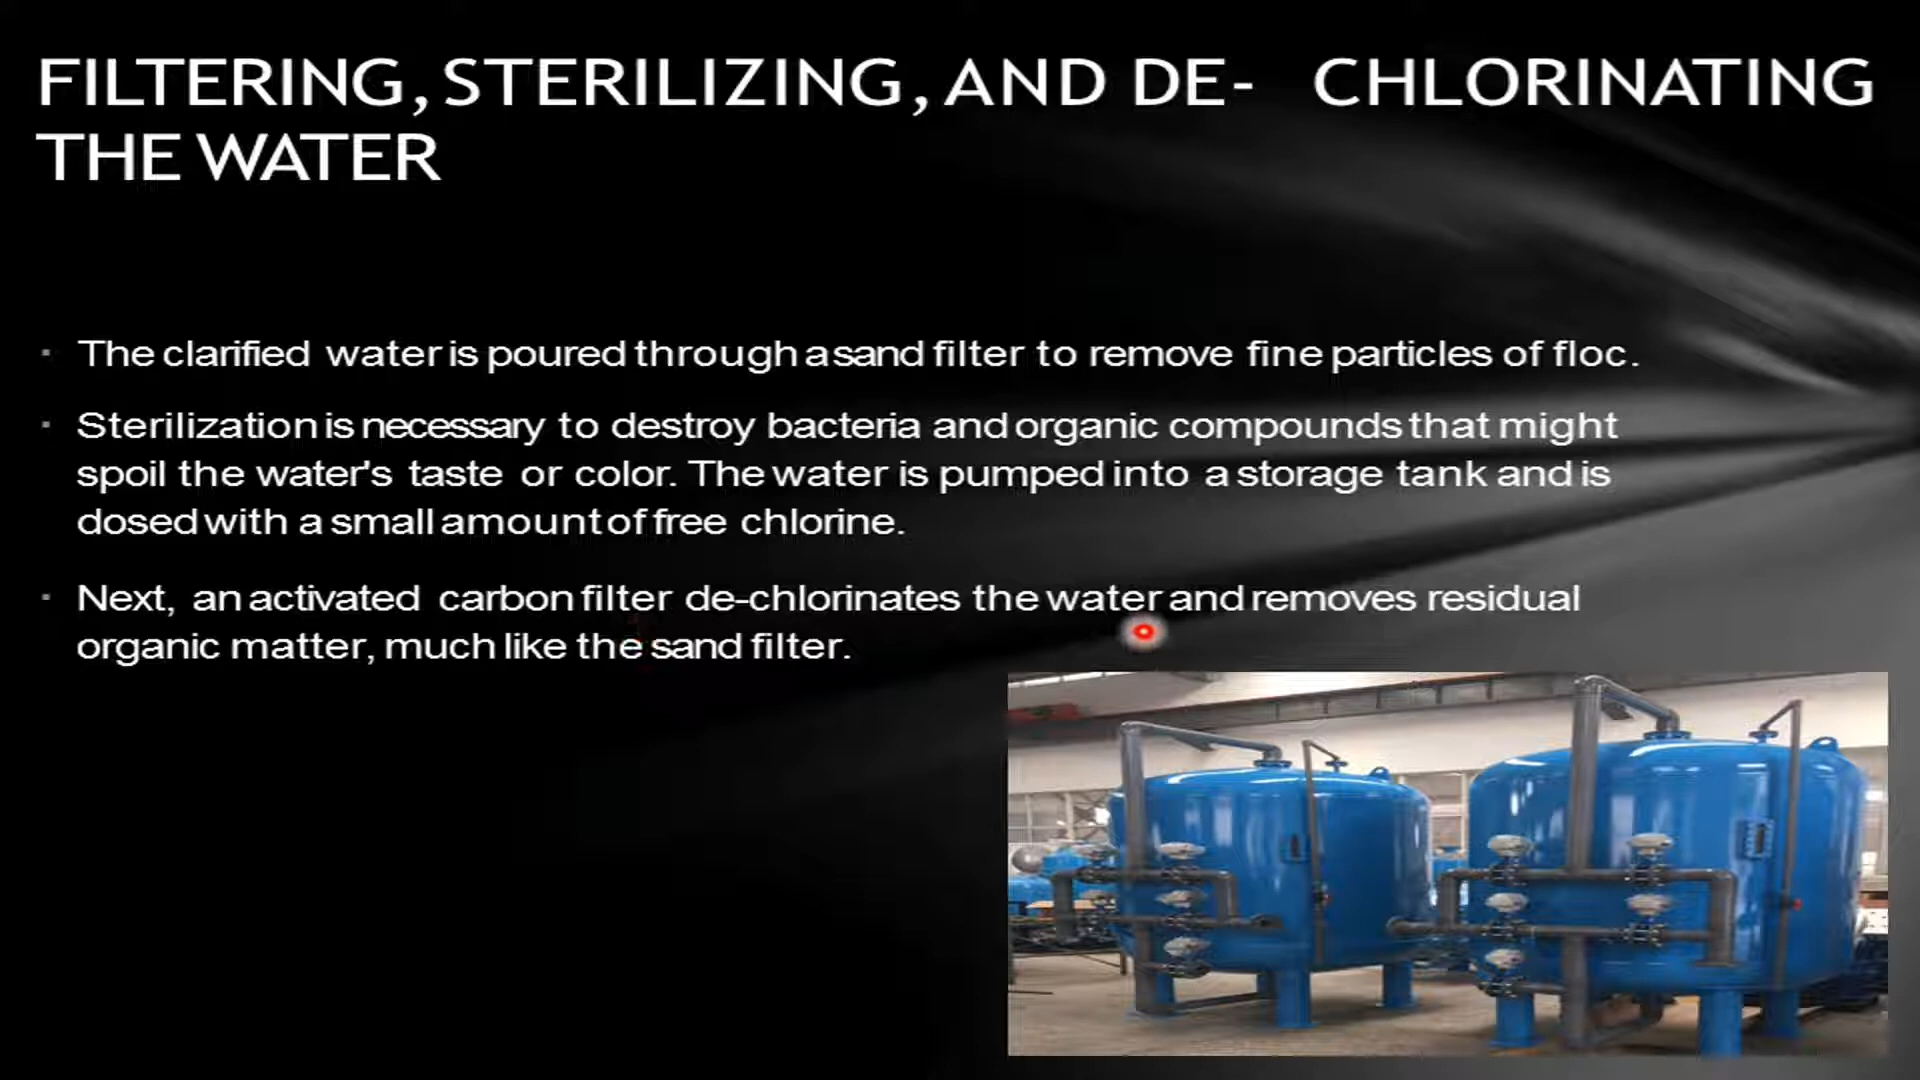 FILTERING, STERILIZING, AND DE- CHLORINATING
THE WATER
▪ The clarified water is poured through a sand filter to remove fine particles of floc.
▪ Sterilization is necessary to destroy bacteria and organic compounds that might
spoil the water's taste or color. The water is pumped into a storage tank and is
dosed with a small amount of free chlorine.
▪ Next, an activated carbon filter de-chlorinates the water and removes residual
organic matter, much like the sand filter.